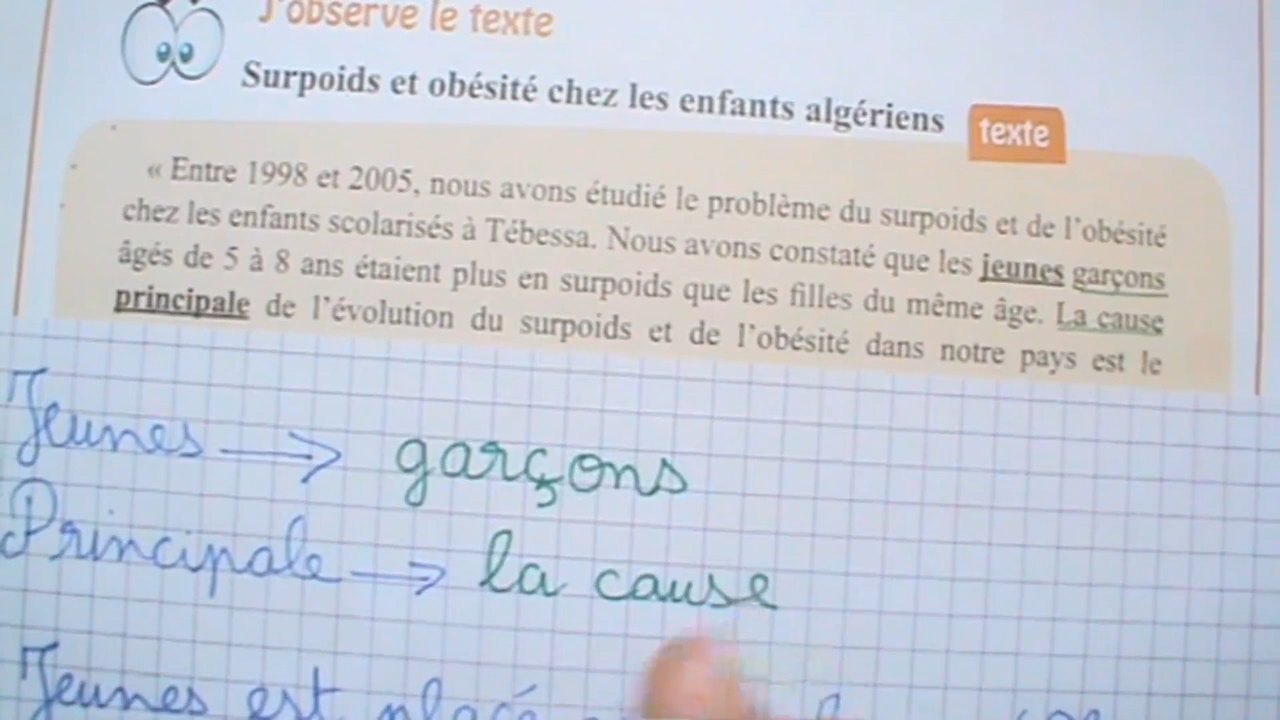 J'observe le texte
Surpoids et obésité chez les enfants algériens
texte
« Entre 1998 et 2005, nous avons étudié le problème du surpoids et de l'obésité
chez les enfants scolarisés à Tébessa. Nous avons constaté que les jeunes garçons
âgés de 5 à 8 ans étaient plus en surpoids que les filles du même âge. La cause
principale de l'évolution du surpoids et de l'obésité dans notre pays est le
Jeunes → garçons
Principale → la cause
Jeunes est placé